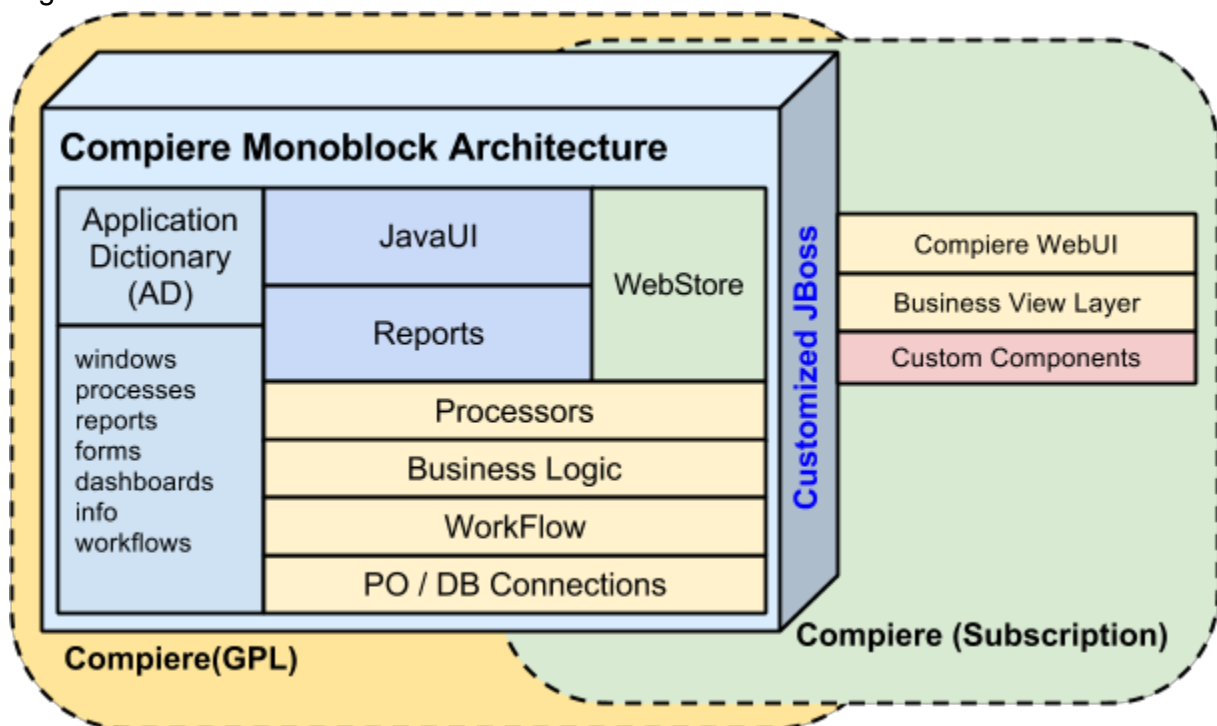 Compiere Monoblock Architecture
Application
Dictionary
(AD)
windows
processes
reports
forms
dashboards
info
workflows
JavaUI
Reports
WebStore
Processors
Business Logic
WorkFlow
PO / DB Connections
Customized JBoss
Compiere WebUI
Business View Layer
Custom Components
Compiere(GPL)
Compiere (Subscription)